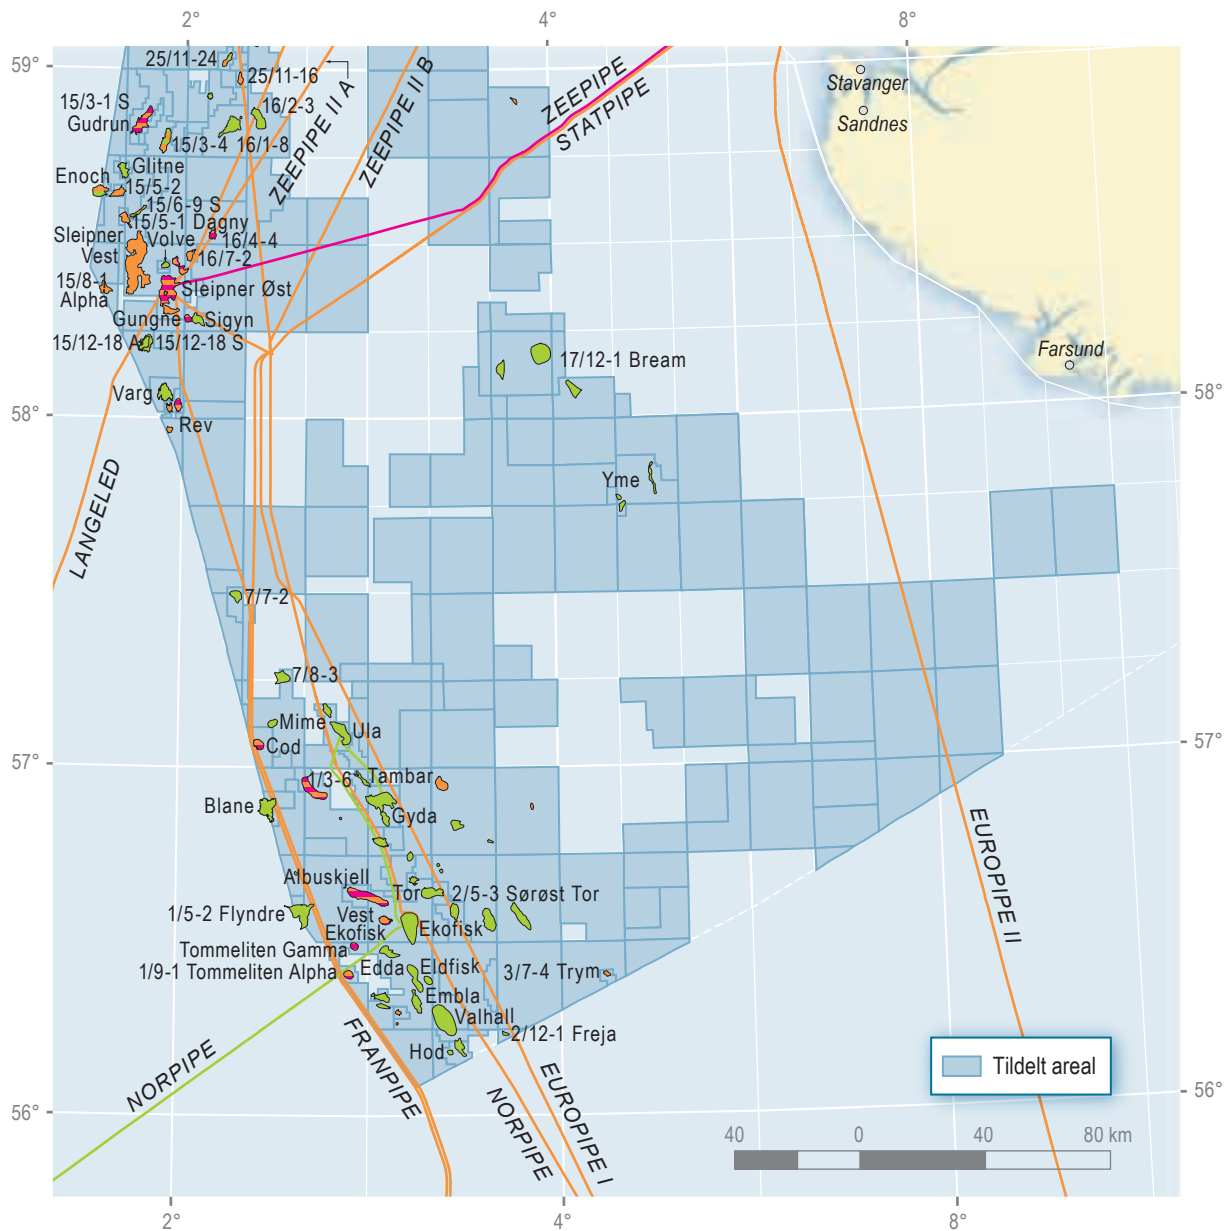 2°
4°
8°
59°
25/11-24
25/11-16
15/3-1 S
Gudrun
16/2-3
15/3-4
16/1-8
ZEEPIPE II A
ZEEPIPE II B
ZEEPIPE
STATPIPE
Stavanger
Sandnes
Glitne
Enoch
15/5-2
15/6-9 S
15/5-1 Dagny
Sleipner
Vest
Volve
16/4-4
16/7-2
15/8-1
Alpha
Sleipner Øst
Gungne
Sigyn
15/12-18 A
15/12-18 S
17/12-1 Bream
Farsund
Varg
58°
58°
Rev
LANGELED
Yme
7/7-2
7/8-3
Mime
Ula
Cod
57°
57°
1/3-6
Tambar
Blane
Gyda
EUROPIPE II
Albuskjell
Tor
2/5-3 Sørøst Tor
1/5-2 Flyndre
Vest
Ekofisk
Ekofisk
Tommeliten Gamma
1/9-1 Tommeliten Alpha
Edda
Eldfisk
3/7-4 Trym
Embla
Valhall
2/12-1 Freja
Hod
NORPIPE
FRANPIPE
NORPIPE
EUROPIPE I
Tildelt areal
56°
56°
40
0
40
80 km
2°
4°
8°